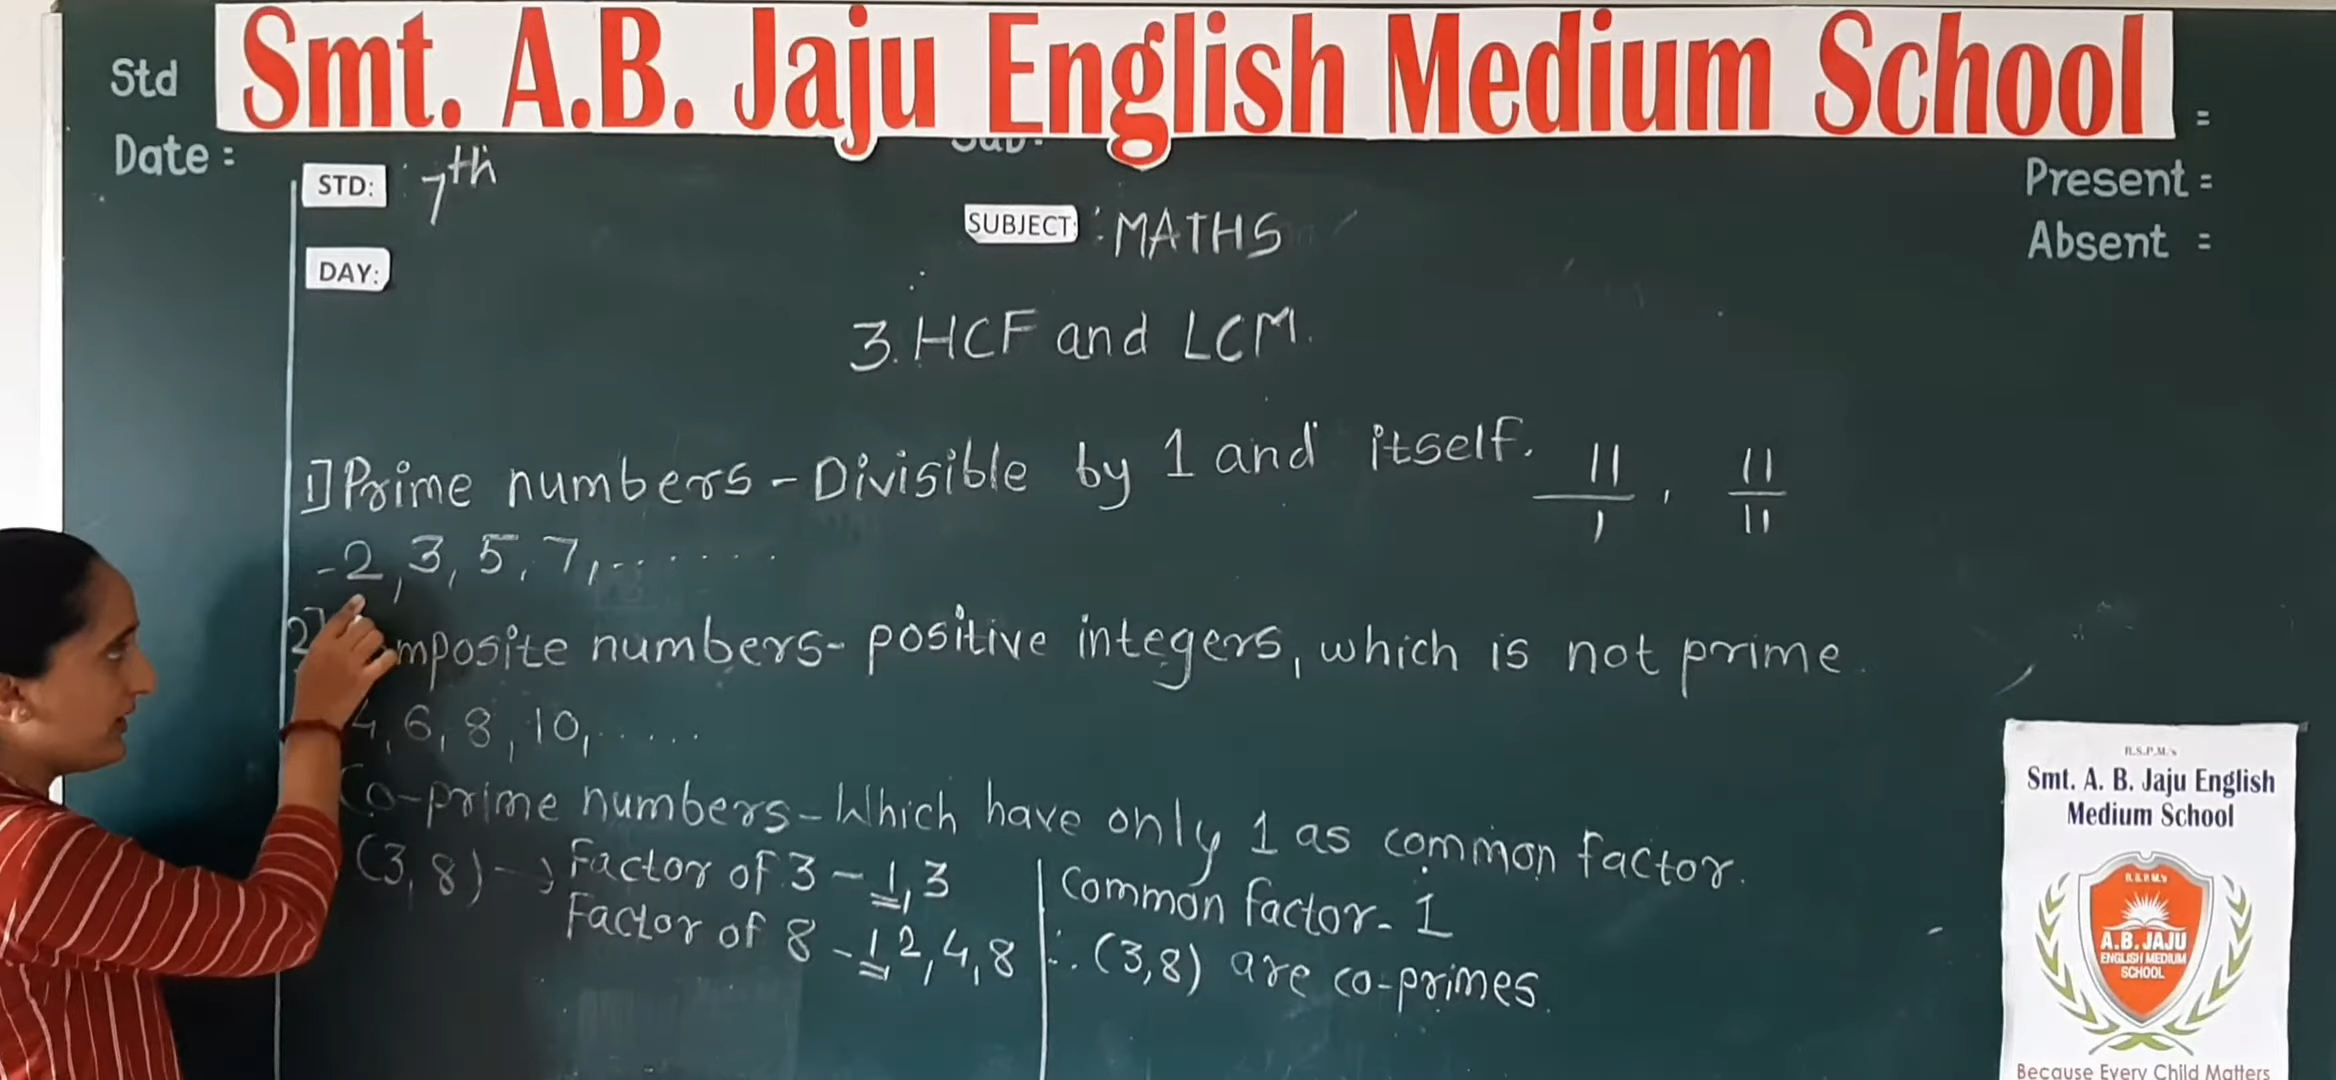 Smt. A.B. Jaju English Medium School
Std =
Date :
STD: 7th
Present =
SUBJECT: : MATHS
Absent =
DAY:
3. HCF and LCM.
1] Prime numbers - Divisible by 1 and itself. 11/1, 11/11
- 2, 3, 5, 7, .......
2] mposite numbers - positive integers, which is not prime.
4, 6, 8, 10, .....
Co-prime numbers - Which have only 1 as common factor.
(3, 8) → Factor of 3 - 1, 3
Factor of 8 - 1, 2, 4, 8
Common factor - 1
∴ (3,8) are co-primes.
R.S.P.M.'s
Smt. A. B. Jaju English
Medium School
R.S.P.M.'s
A.B. JAJU
ENGLISH MEDIUM
SCHOOL
Because Every Child Matters